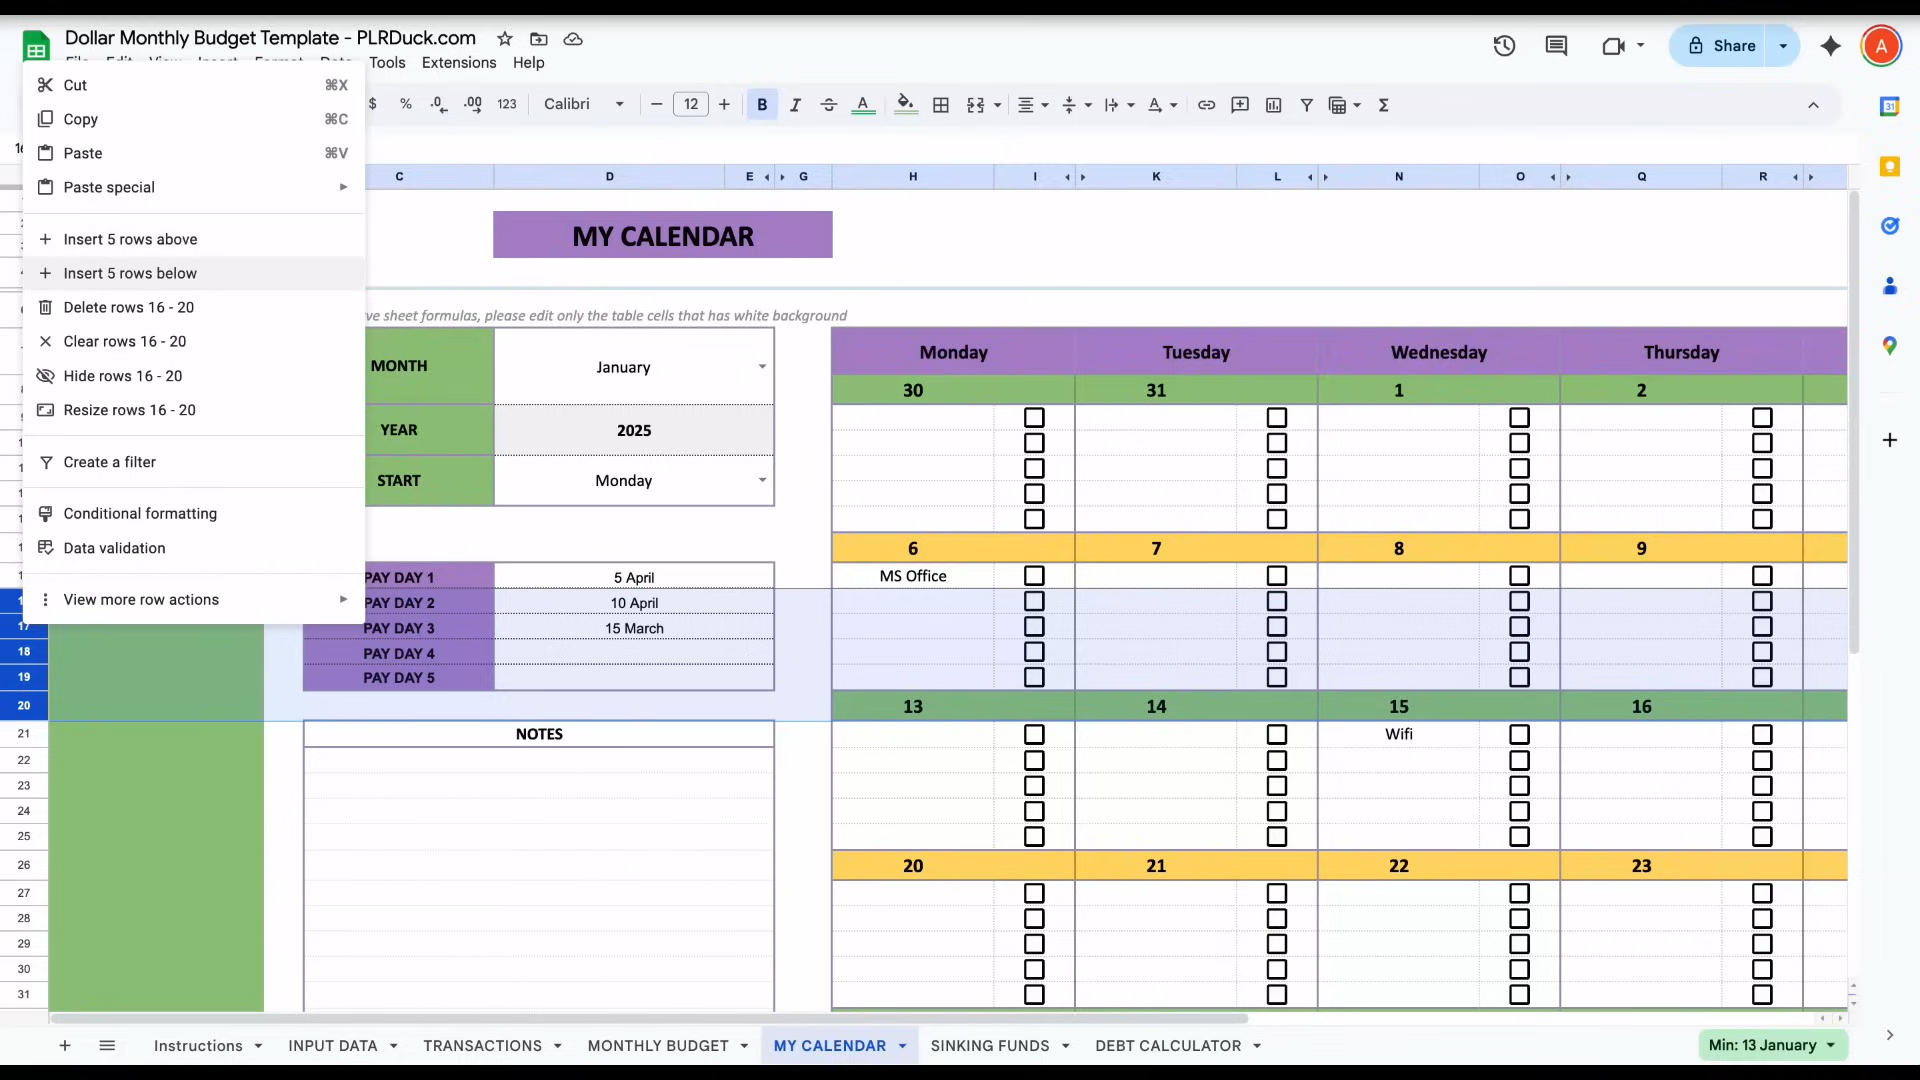 Dollar Monthly Budget Template - PLRDuck.com
Share
A
Tools Extensions Help
Cut ⌘X
Copy ⌘C
Paste ⌘V
Paste special
Insert 5 rows above
Insert 5 rows below
Delete rows 16 - 20
Clear rows 16 - 20
Hide rows 16 - 20
Resize rows 16 - 20
Create a filter
Conditional formatting
Data validation
View more row actions
$ % .0 .00 123 Calibri 12 B I A Σ
31
C D E G H I K L N O Q R
MY CALENDAR
sheet formulas, please edit only the table cells that has white background
MONTH January
YEAR 2025
START Monday
Monday Tuesday Wednesday Thursday
30 31 1 2
6 7 8 9
PAY DAY 1 5 April MS Office
PAY DAY 2 10 April
17 PAY DAY 3 15 March
18 PAY DAY 4
19 PAY DAY 5
20 13 14 15 16
21 NOTES Wifi
22
23
24
25
26 20 21 22 23
27
28
29
30
31
Instructions INPUT DATA TRANSACTIONS MONTHLY BUDGET MY CALENDAR SINKING FUNDS DEBT CALCULATOR Min: 13 January